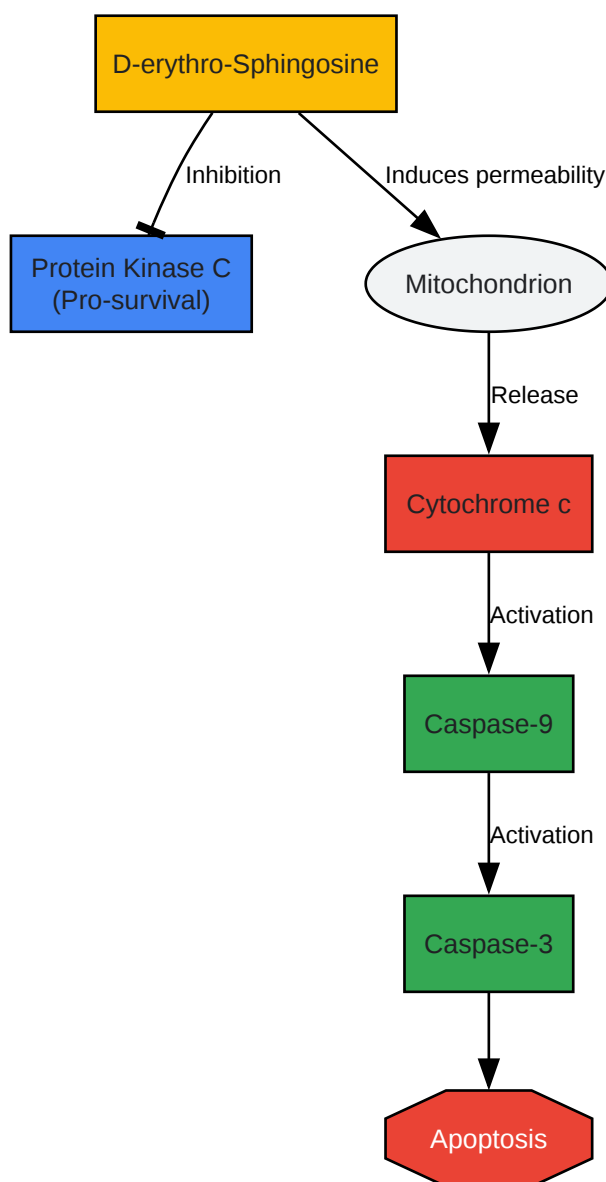 D-erythro-Sphingosine
Inhibition
Induces permeability
Protein Kinase C
(Pro-survival)
Mitochondrion
Release
Cytochrome c
Activation
Caspase-9
Activation
Caspase-3
Apoptosis